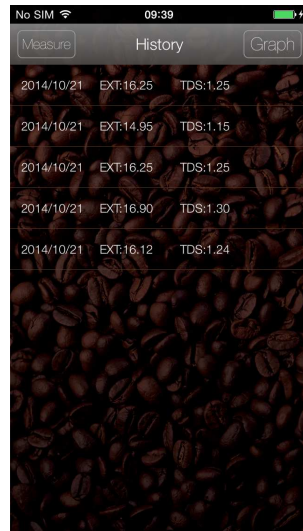 No SIM 09:39
Measure History Graph
2014/10/21 EXT:16.25 TDS:1.25
2014/10/21 EXT:14.95 TDS:1.15
2014/10/21 EXT:16.25 TDS:1.25
2014/10/21 EXT:16.90 TDS:1.30
2014/10/21 EXT:16.12 TDS:1.24